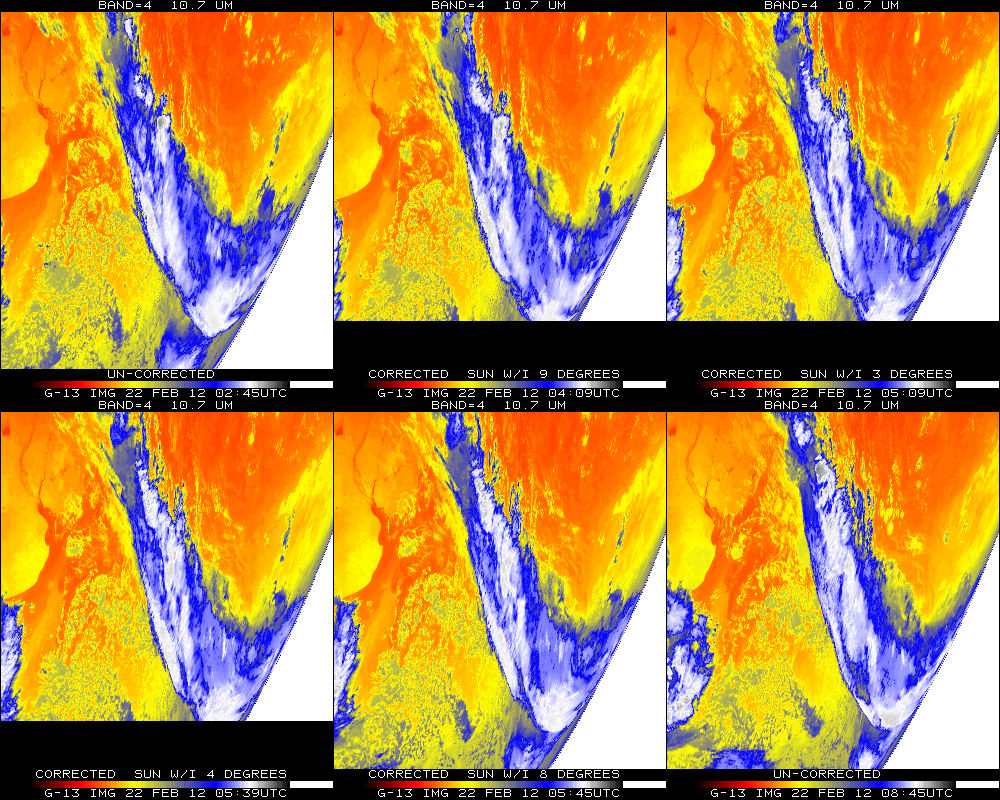 BAND=4 10.7 UM
BAND=4 10.7 UM
BAND=4 10.7 UM
UN-CORRECTED
G-13 IMG 22 FEB 12 02:45UTC
CORRECTED SUN W/I 9 DEGREES
G-13 IMG 22 FEB 12 04:09UTC
CORRECTED SUN W/I 3 DEGREES
G-13 IMG 22 FEB 12 05:09UTC
BAND=4 10.7 UM
BAND=4 10.7 UM
BAND=4 10.7 UM
CORRECTED SUN W/I 4 DEGREES
G-13 IMG 22 FEB 12 05:39UTC
CORRECTED SUN W/I 8 DEGREES
G-13 IMG 22 FEB 12 05:45UTC
UN-CORRECTED
G-13 IMG 22 FEB 12 08:45UTC